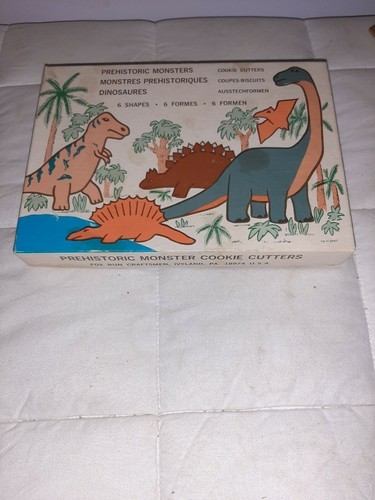 PREHISTORIC MONSTERS COOKIE CUTTERS
MONSTRES PREHISTORIQUES COUPES-BISCUITS
DINOSAURES AUSSTECHFORMEN
6 SHAPES • 6 FORMES • 6 FORMEN
PREHISTORIC MONSTER COOKIE CUTTERS
FOX RUN CRAFTSMEN, IVYLAND, PA. 18974 U.S.A.